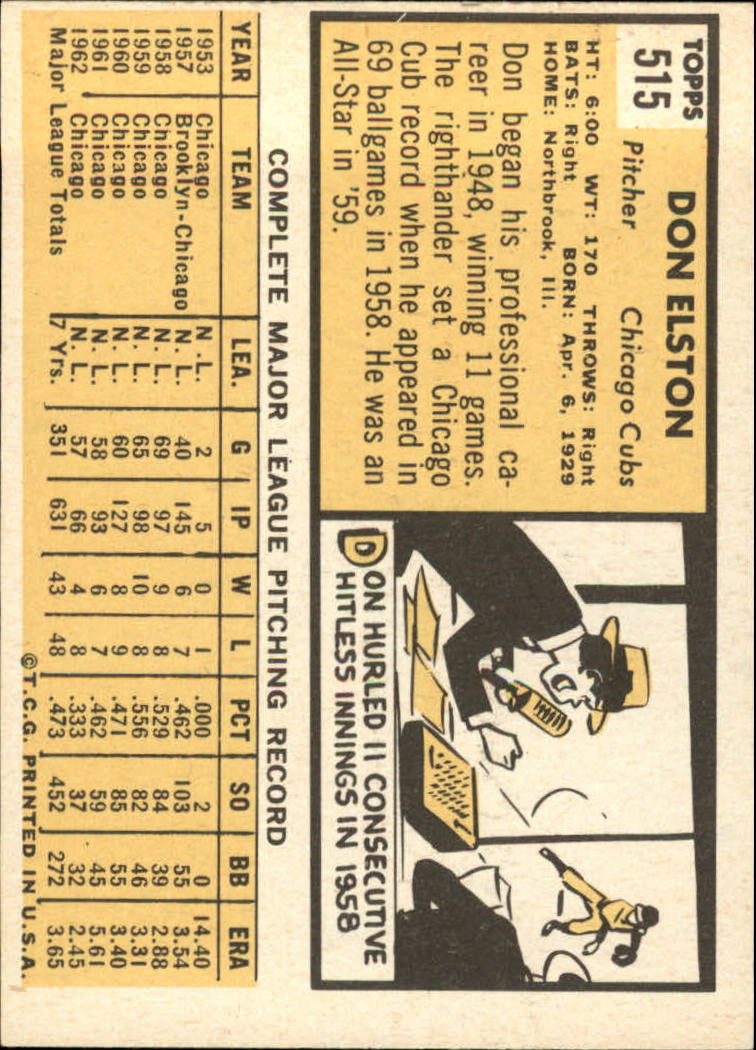 TOPPS
515
DON ELSTON
Pitcher Chicago Cubs
HT: 6:00 WT: 170 THROWS: Right
BATS: Right BORN: Apr. 6, 1929
HOME: Northbrook, Ill.
Don began his professional ca-
reer in 1948, winning 11 games.
The righthander set a Chicago
Cub record when he appeared in
69 ballgames in 1958. He was an
All-Star in '59.
DON HURLED 11 CONSECUTIVE
HITLESS INNINGS IN 1958
COMPLETE MAJOR LEAGUE PITCHING RECORD
YEAR TEAM LEA. G IP W L PCT SO BB ERA
1953 Chicago N. L. 2 5 0 1 .000 2 0 14.40
1957 Brooklyn-Chicago N. L. 40 145 6 7 .462 103 55 3.54
1958 Chicago N. L. 69 97 9 8 .529 84 39 2.88
1959 Chicago N. L. 65 98 10 8 .556 82 46 3.31
1960 Chicago N. L. 60 127 8 9 .471 85 55 3.40
1961 Chicago N. L. 58 93 6 7 .462 59 45 5.61
1962 Chicago N. L. 57 66 4 8 .333 37 32 2.45
Major League Totals 7 Yrs. 351 631 43 48 .473 452 272 3.65
©T.C.G. PRINTED IN U.S.A.